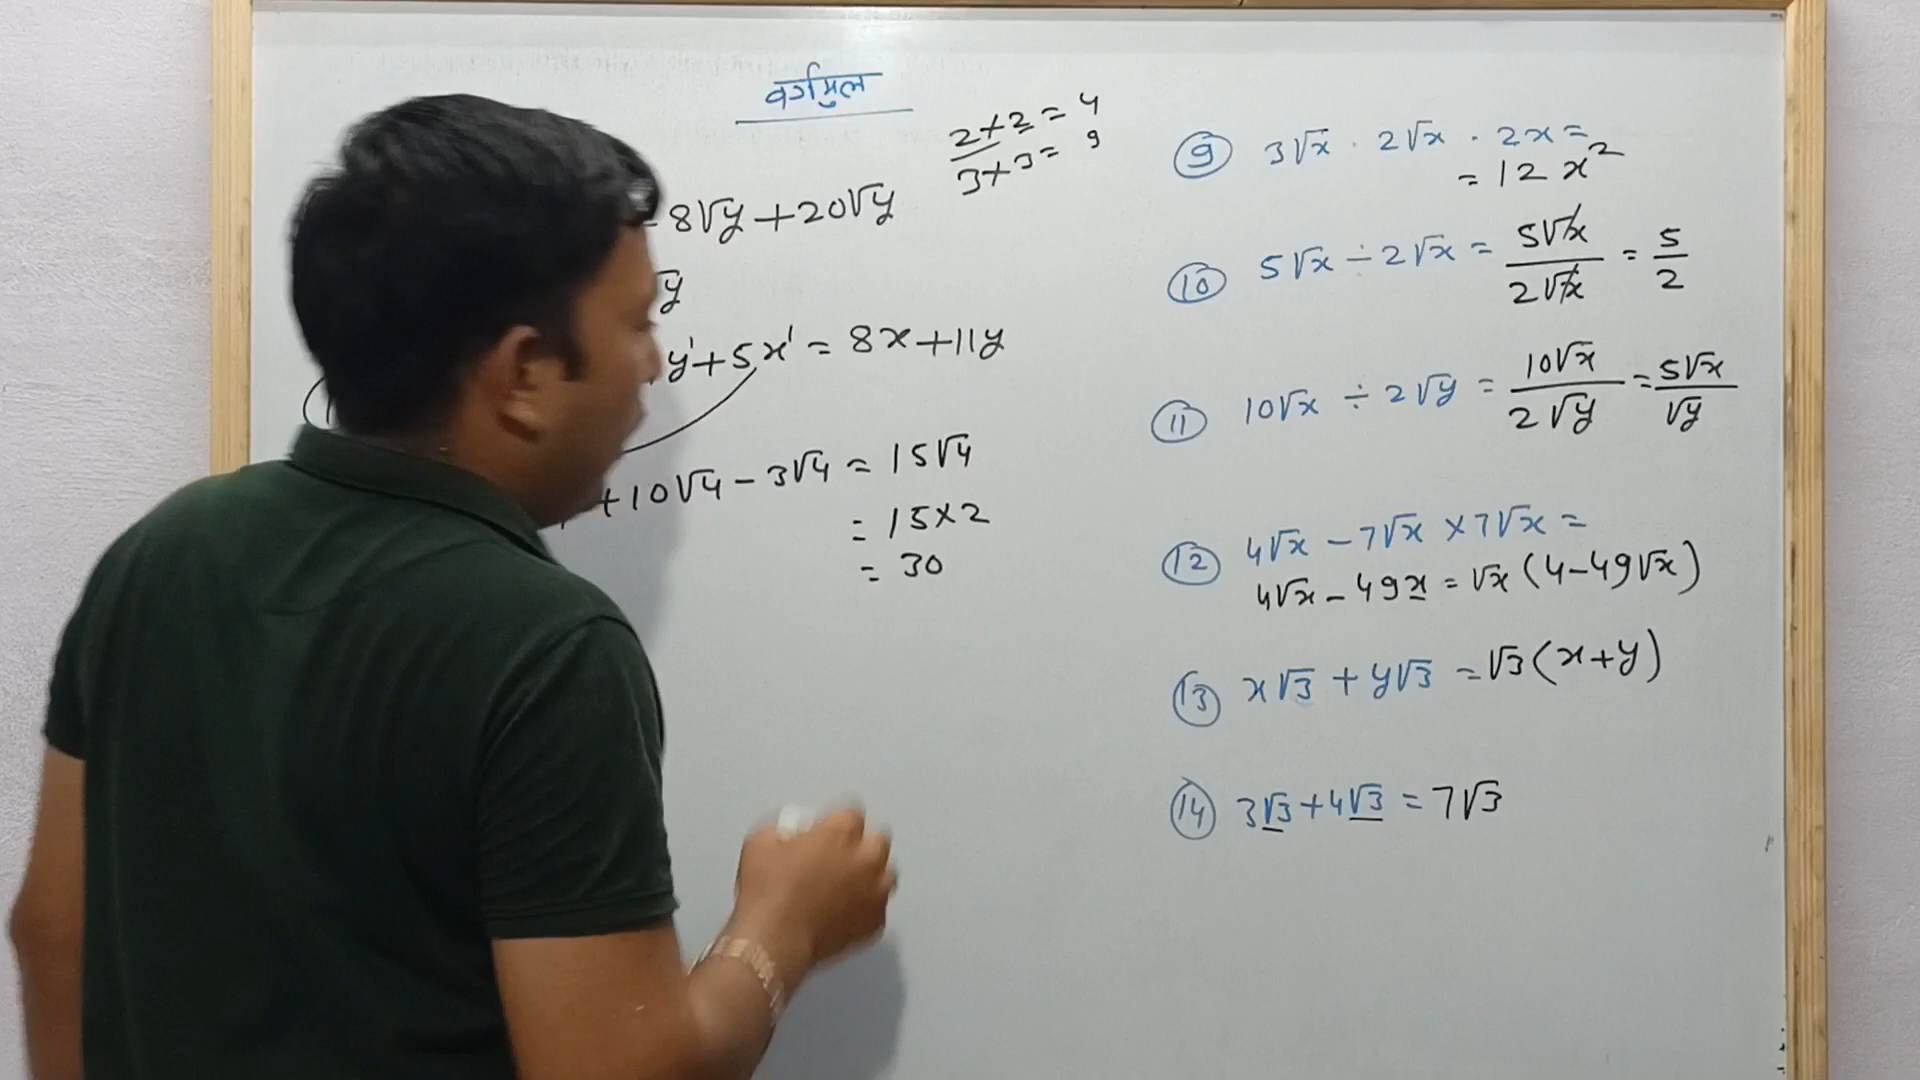 वर्गमुल
2+2 = 4
3+3 = 9
- 8√y + 20√y
√y
y' + 5x' = 8x + 11y
+ 10√4 - 3√4 = 15√4
= 15 × 2
= 30
⑨ 3√x . 2√x . 2x =
= 12 x²
⑩ 5√x ÷ 2√x = 5√x / 2√x = 5/2
⑪ 10√x ÷ 2√y = 10√x / 2√y = 5√x / √y
⑫ 4√x - 7√x × 7√x =
4√x - 49x = √x (4 - 49√x)
⑬ x√3 + y√3 = √3 (x + y)
⑭ 3√3 + 4√3 = 7√3